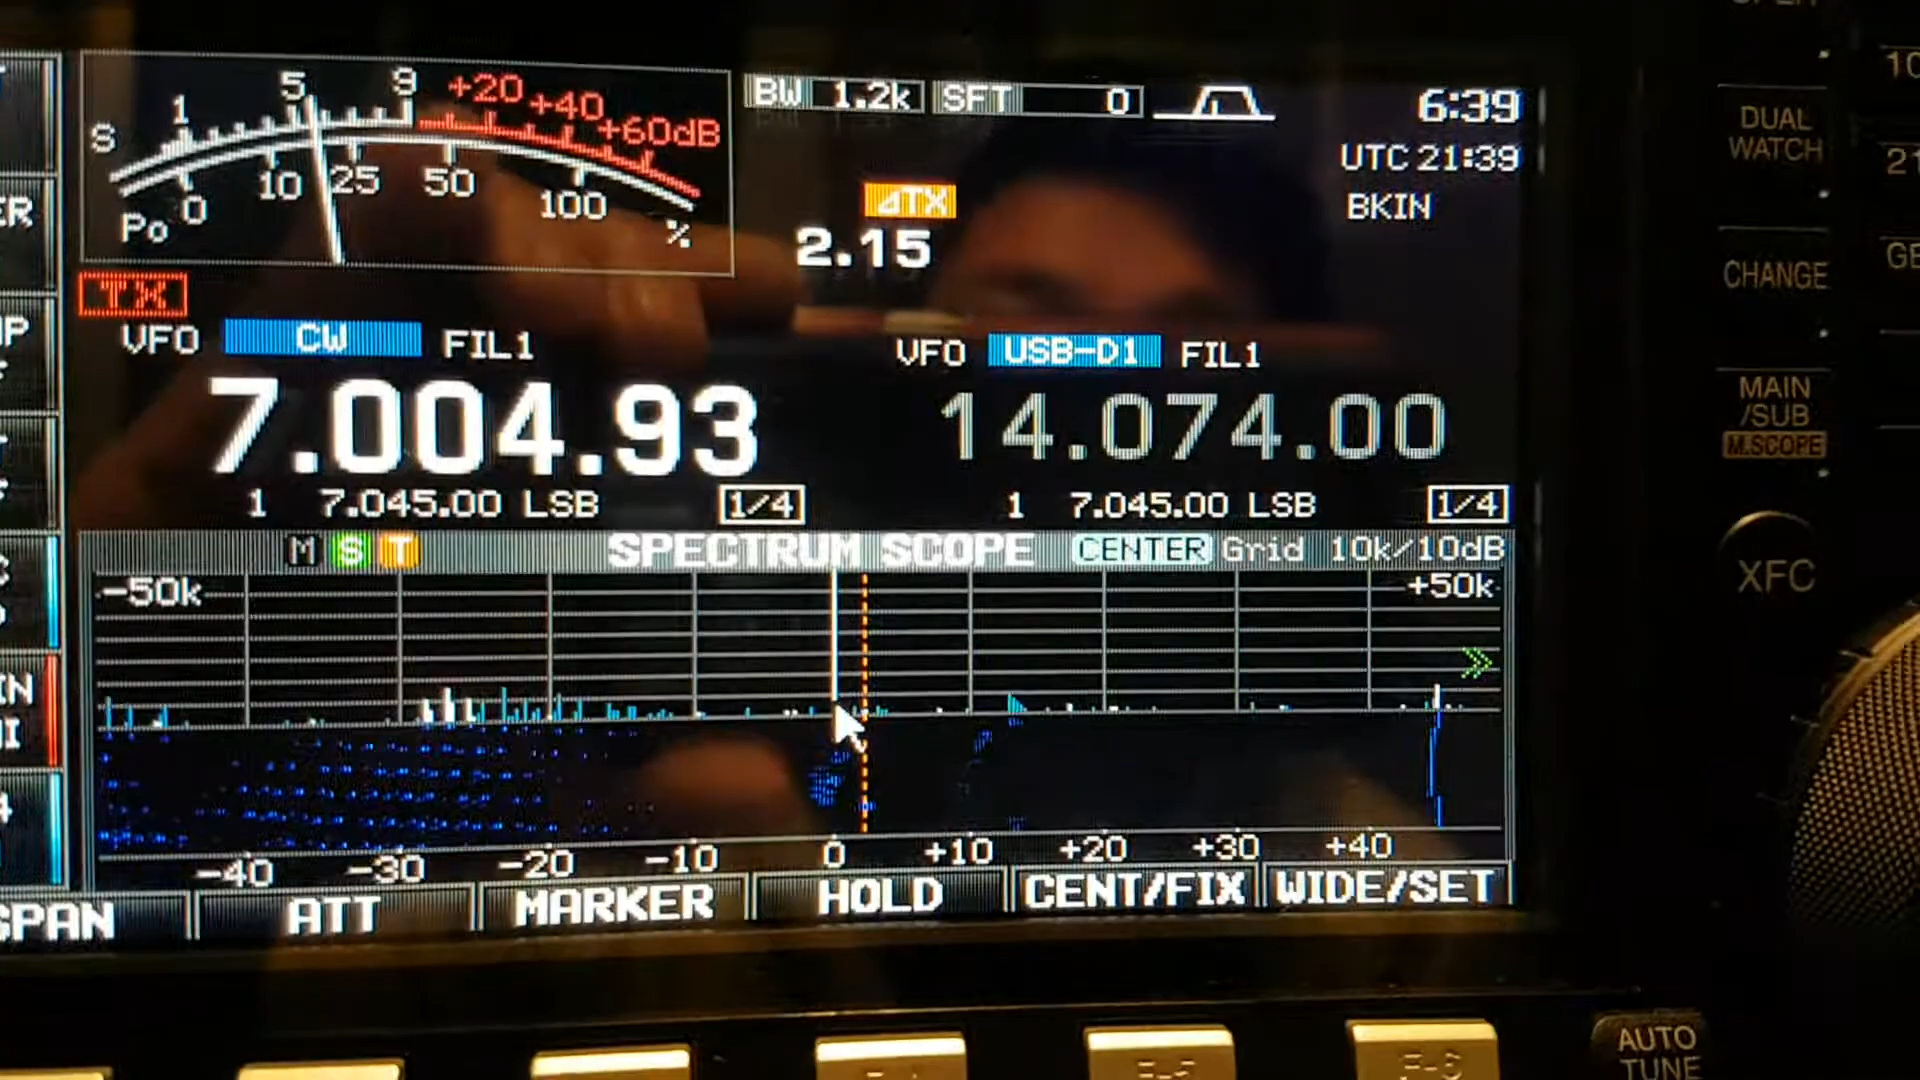 S 1 5 9 +20 +40 +60dB
Po 0 10 25 50 100 %
BW 1.2k SFT 0
6:39
UTC 21:39
BKIN
⊿TX
2.15
TX
VFO CW FIL1
VFO USB-D1 FIL1
7.004.93
14.074.00
1 7.045.00 LSB 1/4
1 7.045.00 LSB 1/4
M S T SPECTRUM SCOPE CENTER Grid 10k/10dB
-50k +50k
-40 -30 -20 -10 0 +10 +20 +30 +40
SPAN ATT MARKER HOLD CENT/FIX WIDE/SET
DUAL
WATCH
CHANGE
MAIN
/SUB
M.SCOPE
XFC
AUTO
TUNE